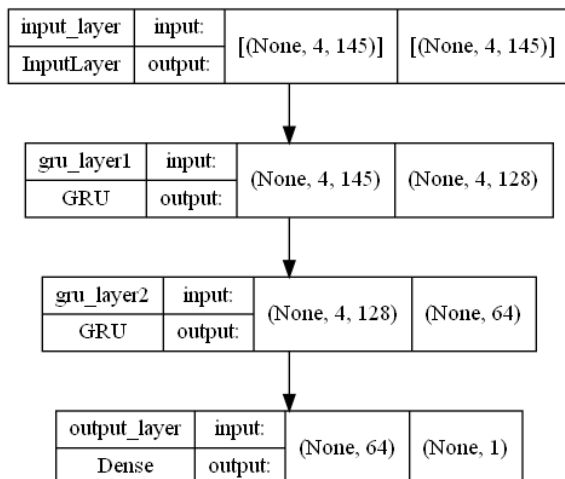 input_layer input: [(None, 4, 145)] [(None, 4, 145)]
InputLayer output:
gru_layer1 input: (None, 4, 145) (None, 4, 128)
GRU output:
gru_layer2 input: (None, 4, 128) (None, 64)
GRU output:
output_layer input: (None, 64) (None, 1)
Dense output: